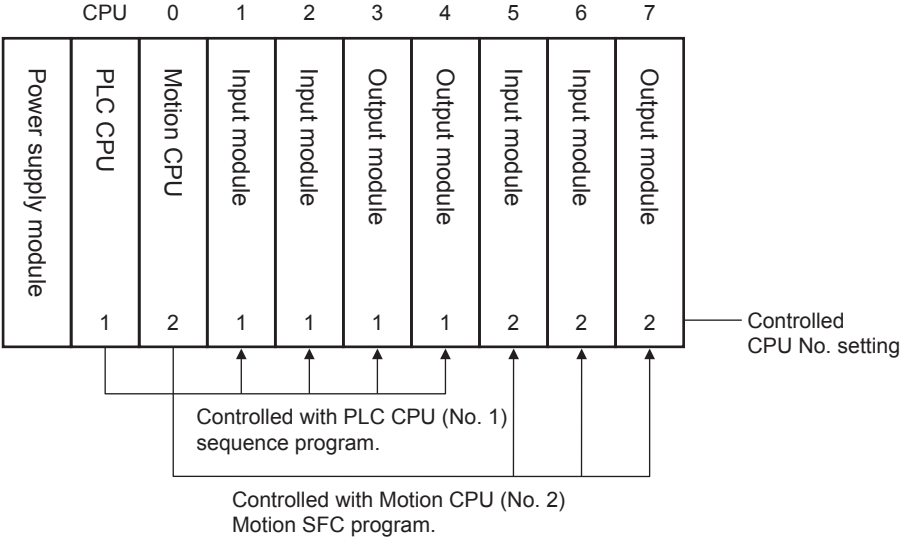 CPU 0 1 2 3 4 5 6 7
Power supply module
PLC CPU
Motion CPU
Input module
Input module
Output module
Output module
Input module
Input module
Output module
1 2 1 1 1 1 2 2 2
Controlled
CPU No. setting
Controlled with PLC CPU (No. 1)
sequence program.
Controlled with Motion CPU (No. 2)
Motion SFC program.